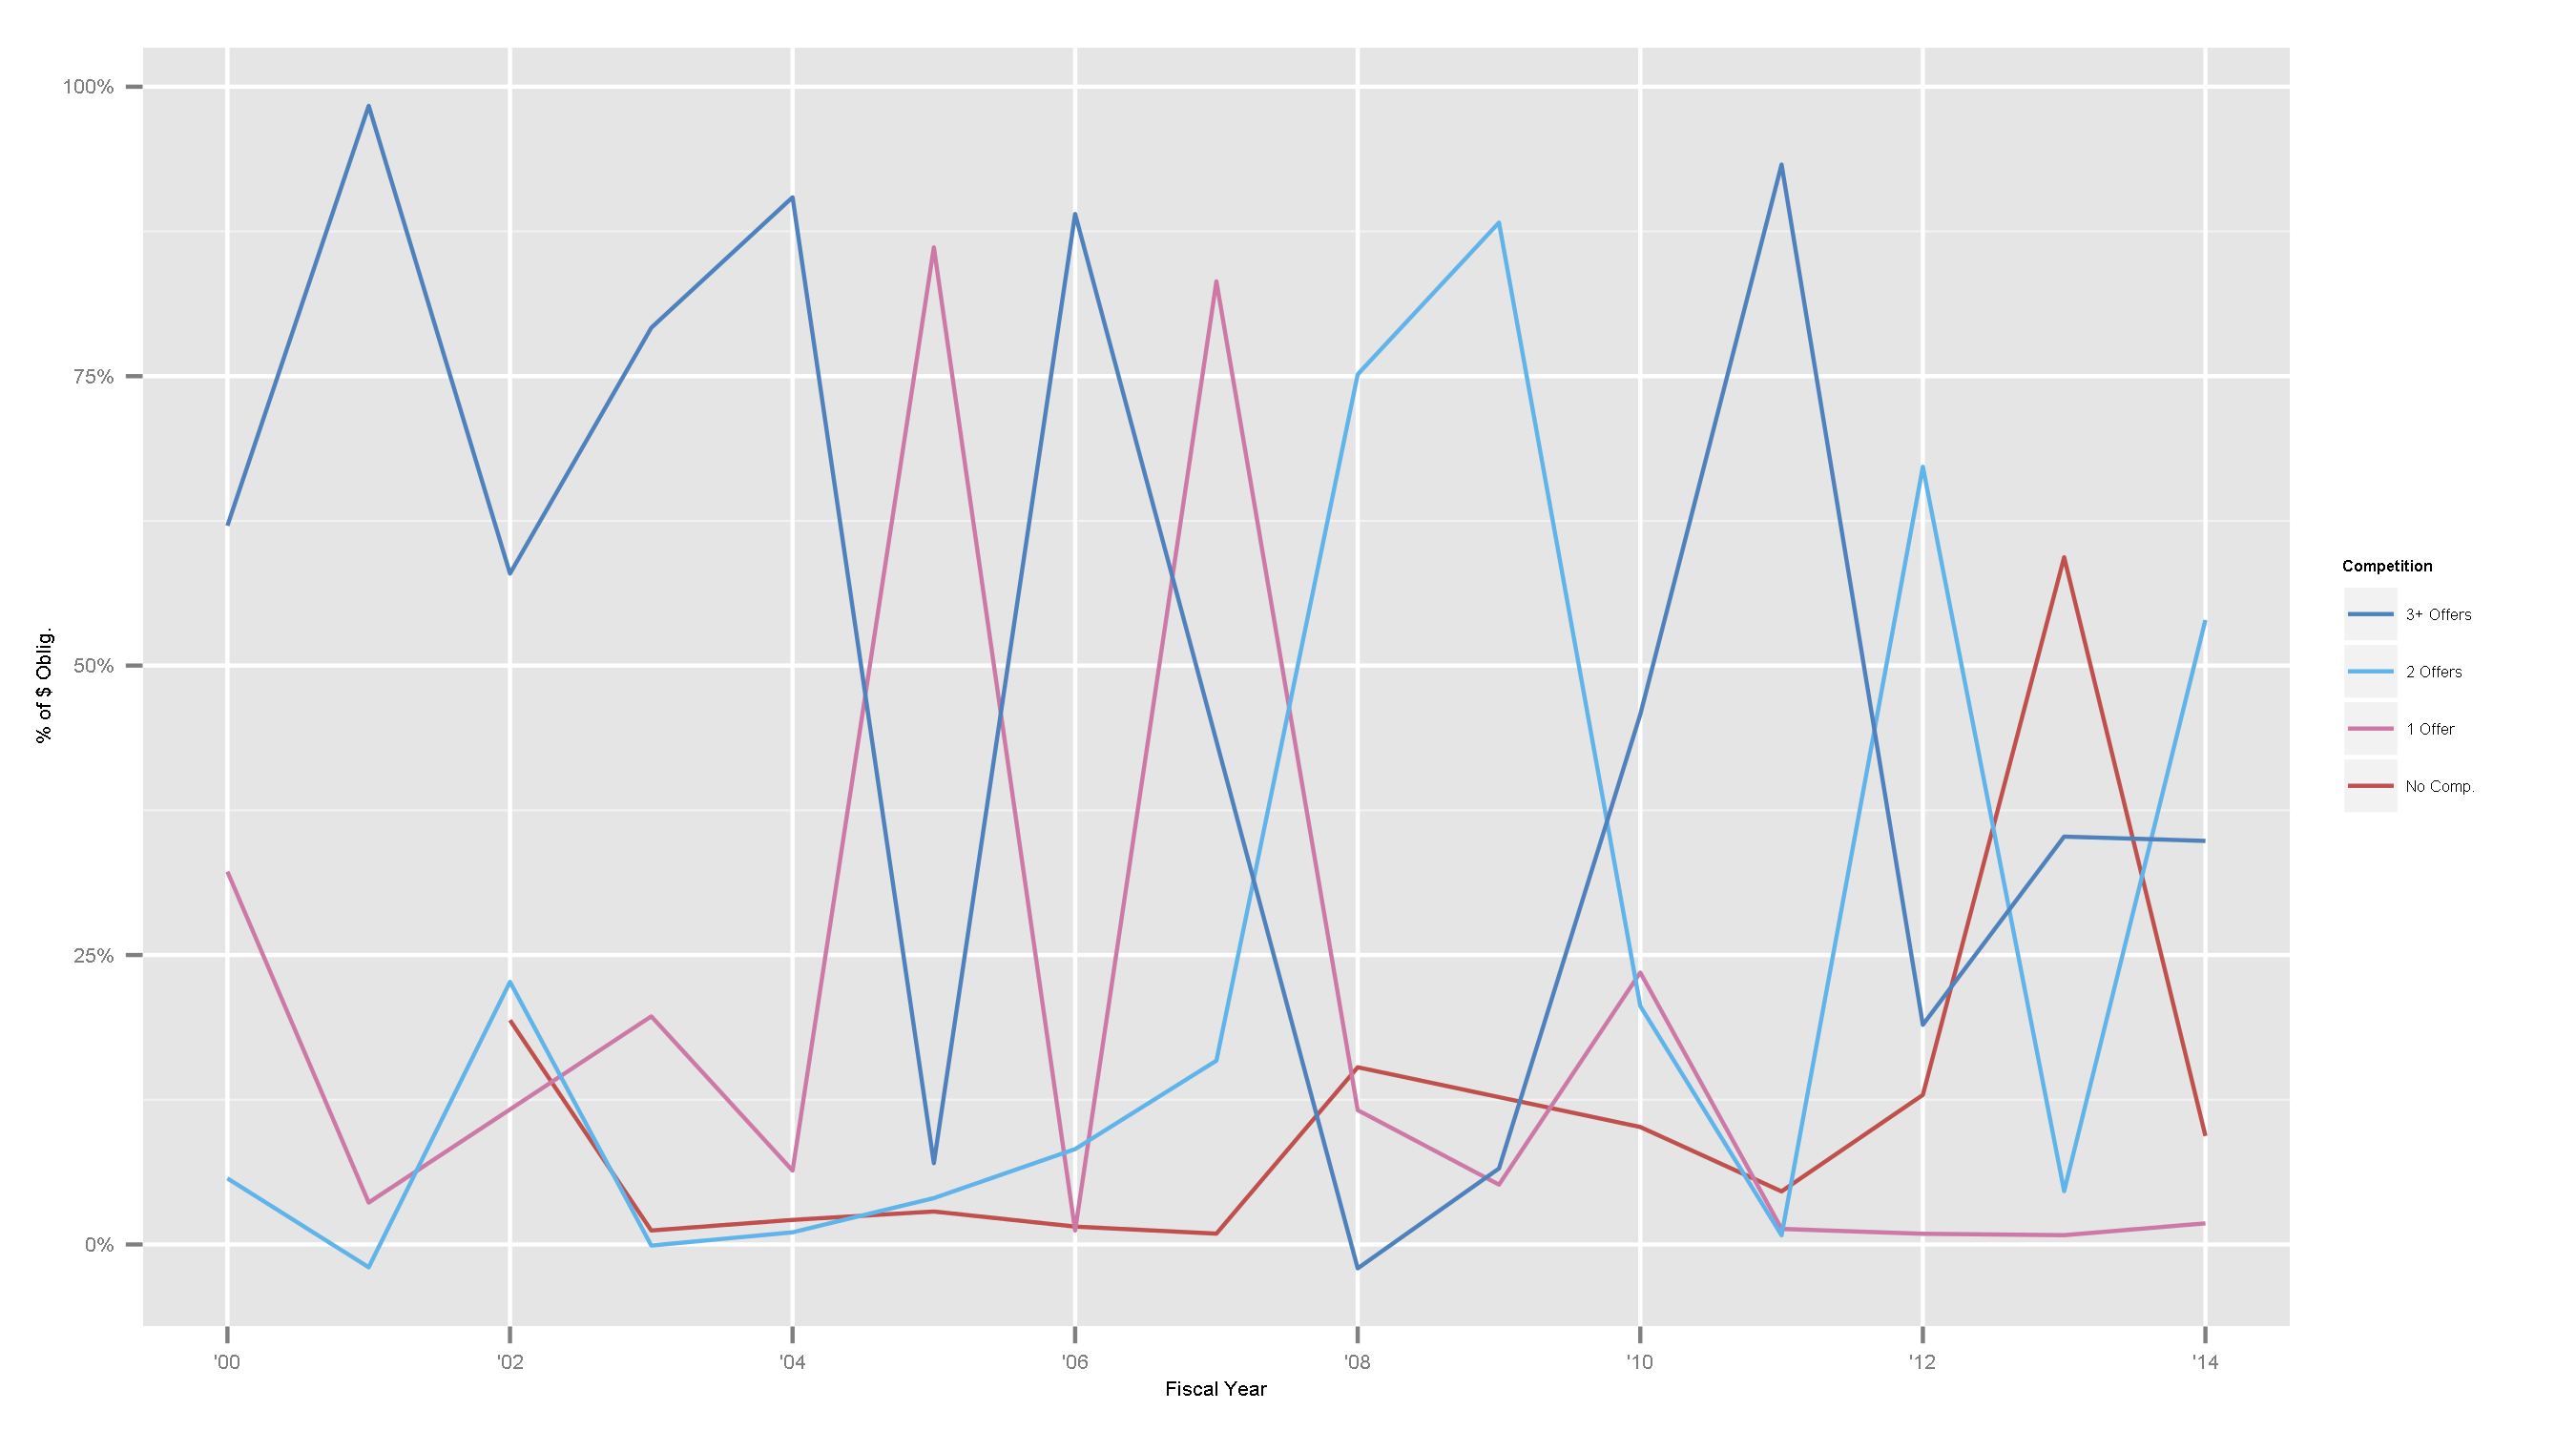 100%
75%
50%
25%
0%
% of $ Oblig.
'00 '02 '04 '06 '08 '10 '12 '14
Fiscal Year
Competition
3+ Offers
2 Offers
1 Offer
No Comp.